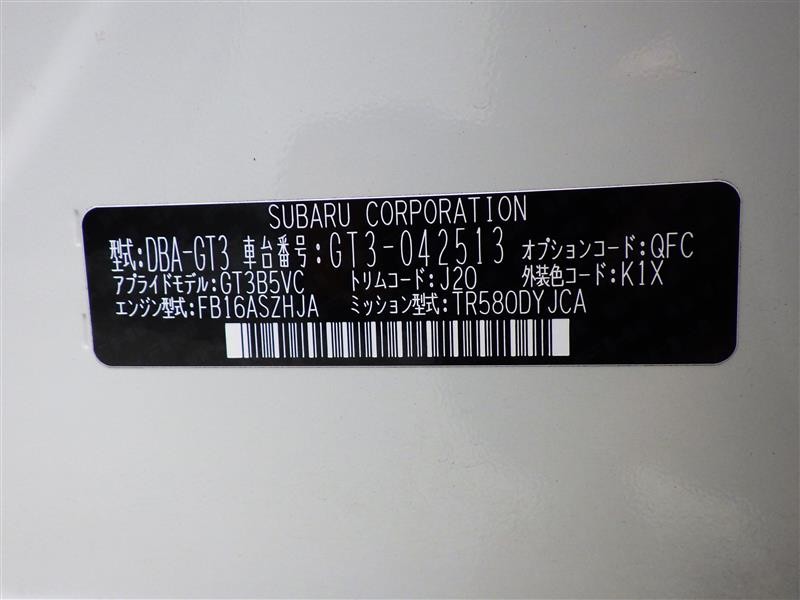 SUBARU CORPORATION
型式:DBA-GT3 車台番号:GT3-042513 オプションコード:QFC
アプライドモデル:GT3B5VC トリムコード:J20 外装色コード:K1X
エンジン型式:FB16ASZHJA ミッション型式:TR580DYJCA